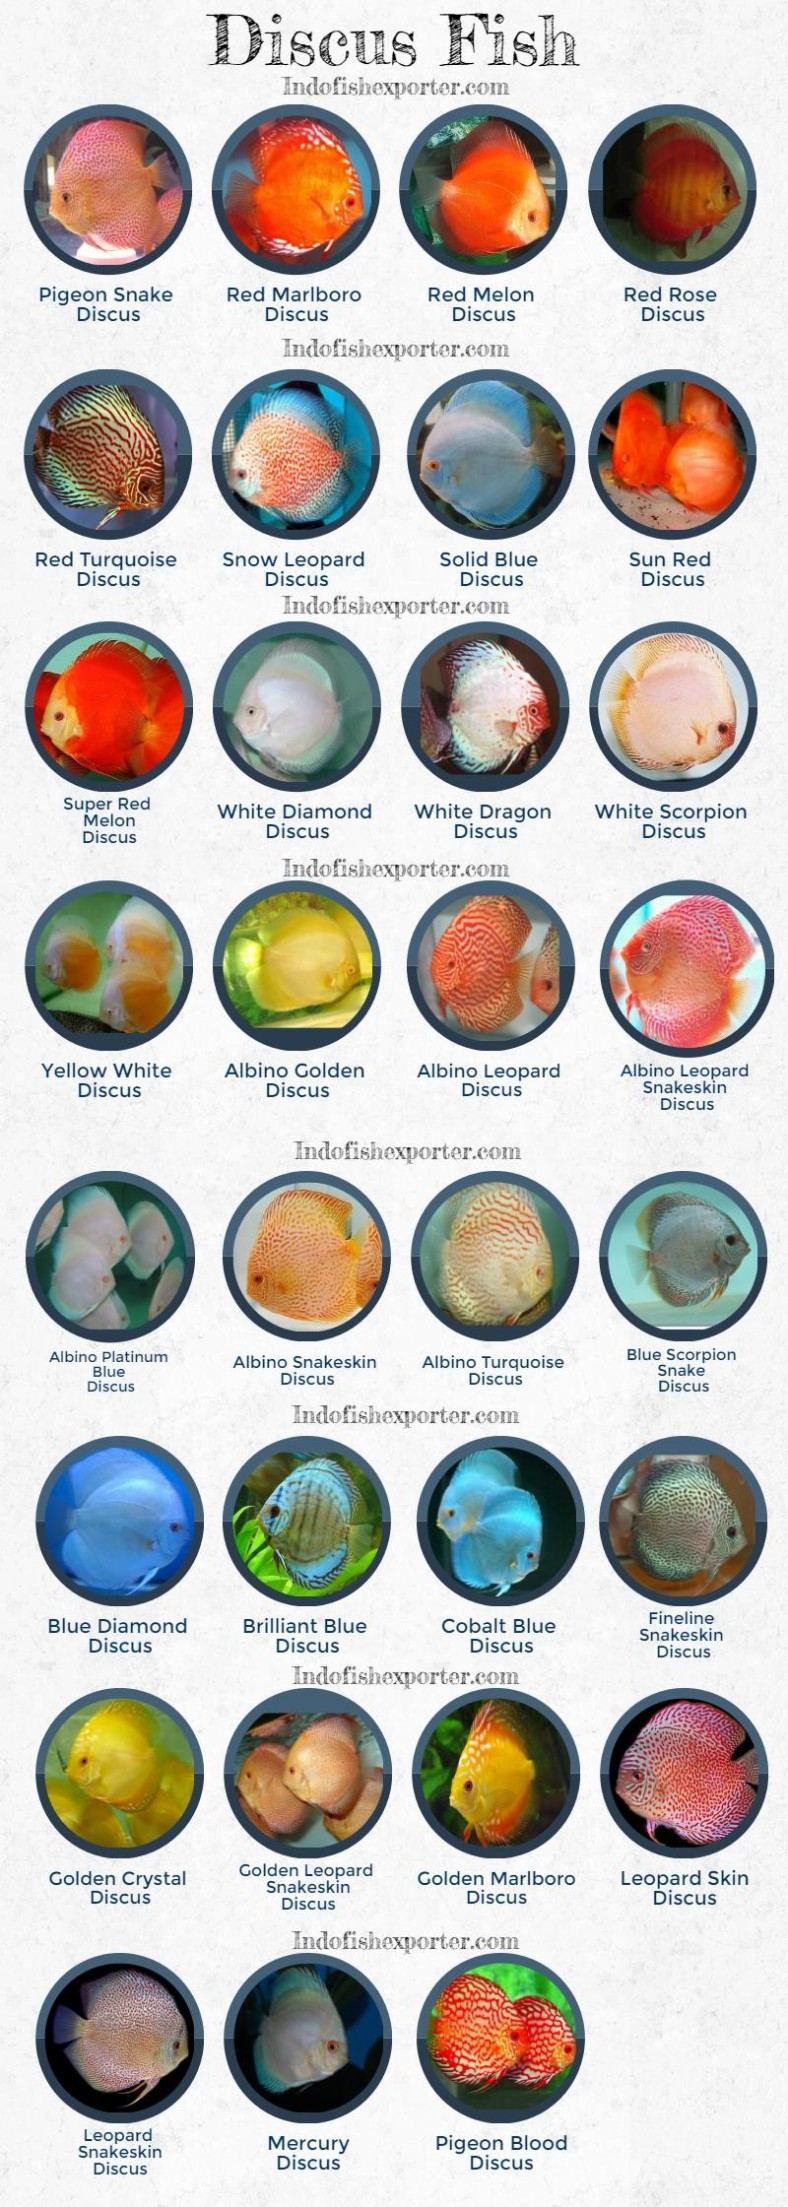 Discus Fish
Indofishexporter.com
Pigeon Snake
Discus
Red Marlboro
Discus
Red Melon
Discus
Red Rose
Discus
Indofishexporter.com
Red Turquoise
Discus
Snow Leopard
Discus
Solid Blue
Discus
Sun Red
Discus
Indofishexporter.com
Super Red
Melon
Discus
White Diamond
Discus
White Dragon
Discus
White Scorpion
Discus
Indofishexporter.com
Yellow White
Discus
Albino Golden
Discus
Albino Leopard
Discus
Albino Leopard
Snakeskin
Discus
Indofishexporter.com
Albino Platinum
Blue
Discus
Albino Snakeskin
Discus
Albino Turquoise
Discus
Blue Scorpion
Snake
Discus
Indofishexporter.com
Blue Diamond
Discus
Brilliant Blue
Discus
Cobalt Blue
Discus
Fineline
Snakeskin
Discus
Indofishexporter.com
Golden Crystal
Discus
Golden Leopard
Snakeskin
Discus
Golden Marlboro
Discus
Leopard Skin
Discus
Indofishexporter.com
Leopard
Snakeskin
Discus
Mercury
Discus
Pigeon Blood
Discus